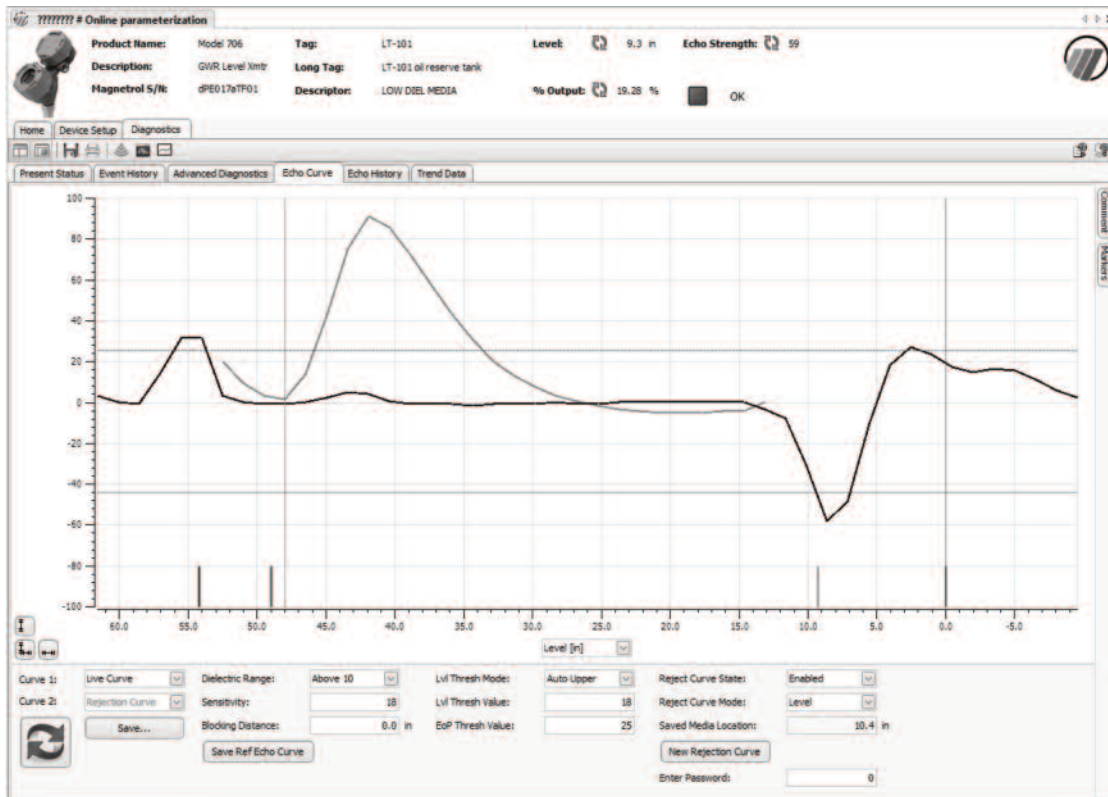 ???????? # Online parameterization
Product Name: Model 706 Tag: LT-101 Level: 9.3 in Echo Strength: 59
Description: GWR Level Xmtr Long Tag: LT-101 oil reserve tank
Magnetrol S/N: dPE017aTF01 Descriptor: LOW DIEL MEDIA % Output: 19.28 % OK
Home Device Setup Diagnostics
Present Status Event History Advanced Diagnostics Echo Curve Echo History Trend Data
Comment
Markers
100
80
60
40
20
0
-20
-40
-60
-80
-100
60.0 55.0 50.0 45.0 40.0 35.0 30.0 25.0 20.0 15.0 10.0 5.0 0.0 -5.0
Level [in]
Curve 1: Live Curve Dielectric Range: Above 10 Lvl Thresh Mode: Auto Upper Reject Curve State: Enabled
Curve 2: Rejection Curve Sensitivity: 18 Lvl Thresh Value: 18 Reject Curve Mode: Level
Save... Blocking Distance: 0.0 in EoP Thresh Value: 25 Saved Media Location: 10.4 in
Save Ref Echo Curve New Rejection Curve
Enter Password: 0